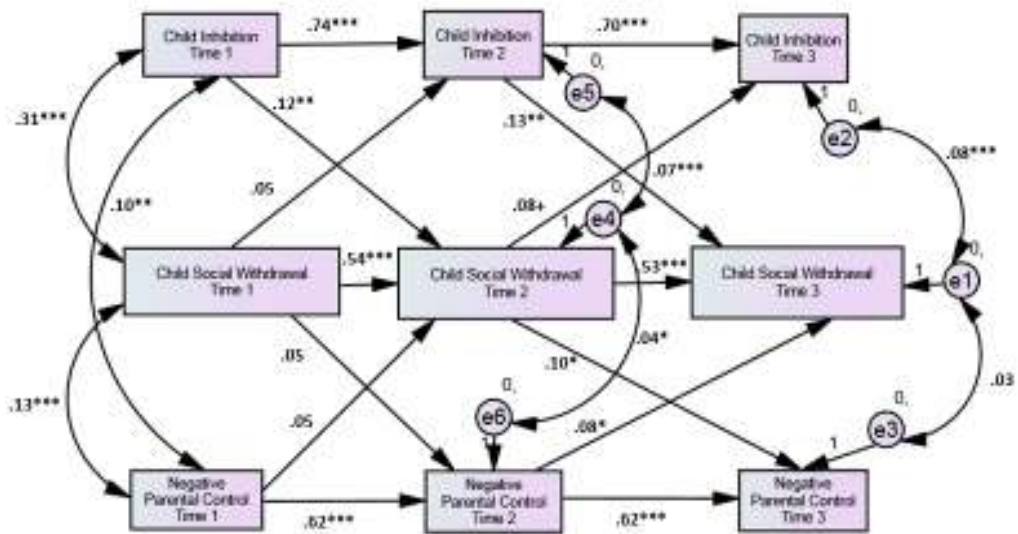 Child Inhibition
Time 1
.74***
Child Inhibition
Time 2
.70***
Child Inhibition
Time 3
1
0,
e5
1
0,
e2
.31***
.12**
.13**
.08***
.10**
.05
.08+
.07***
0,
e4
1
Child Social Withdrawal
Time 1
.54***
Child Social Withdrawal
Time 2
.53***
Child Social Withdrawal
Time 3
1
0,
e1
.13***
.05
.05
.04*
.10*
.08*
.03
0,
e6
1
0,
e3
1
Negative
Parental Control
Time 1
.62***
Negative
Parental Control
Time 2
.62***
Negative
Parental Control
Time 3